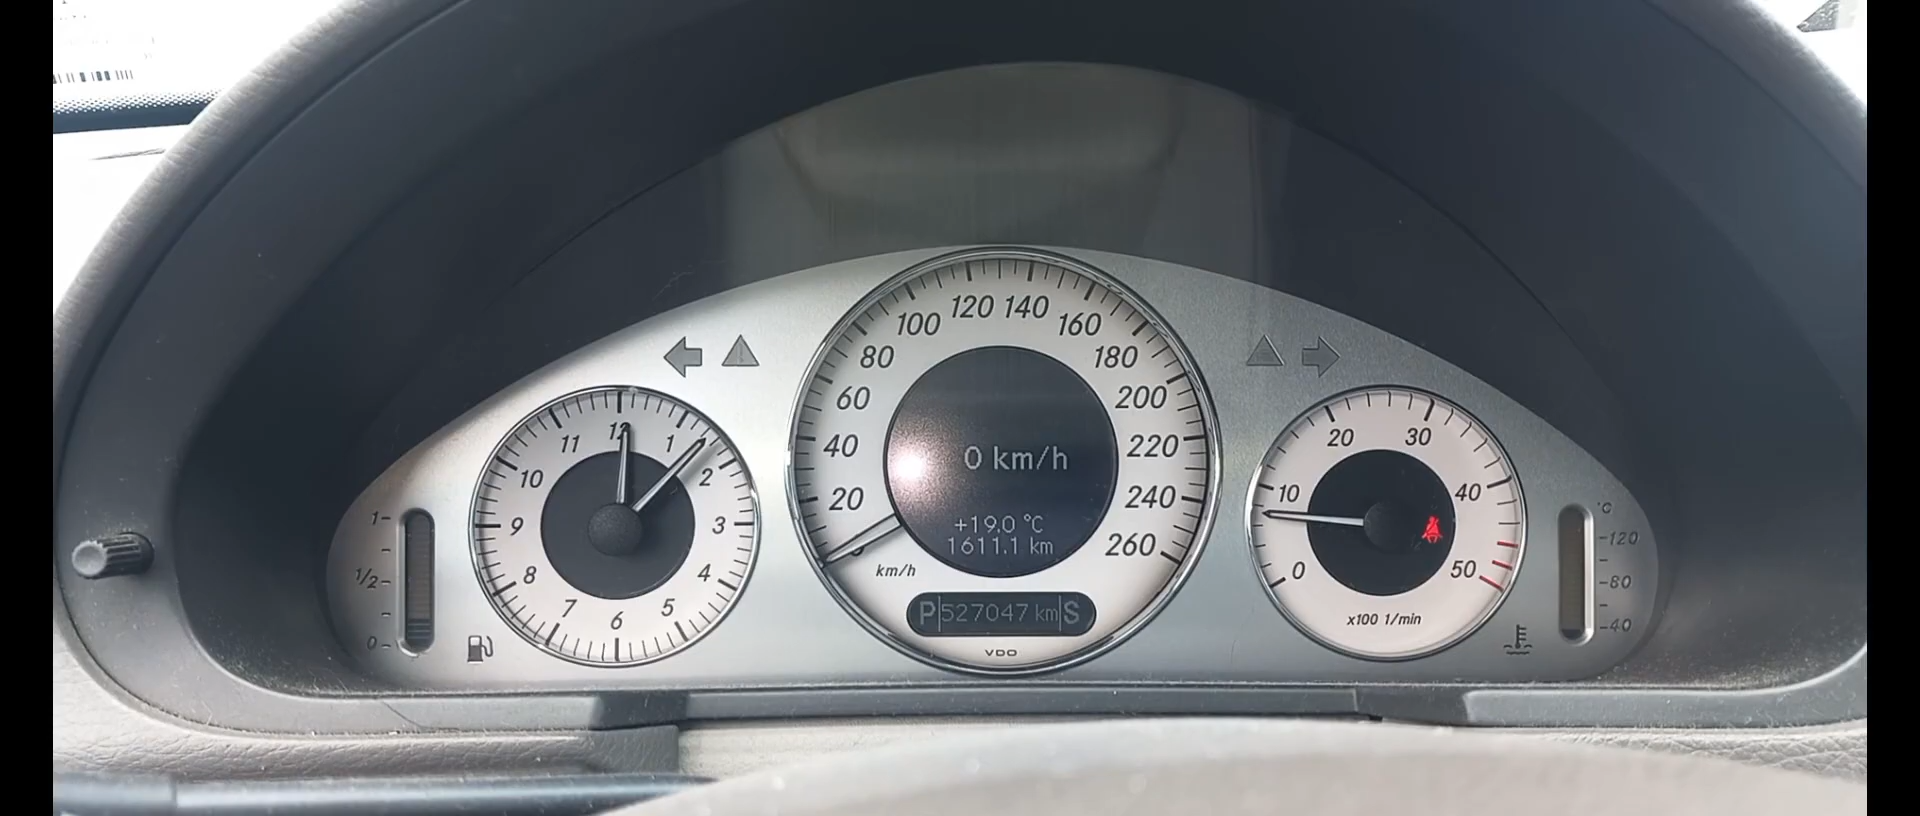 120 140
100 160
80 180
60 200
40 220
20 240
260
km/h
0 km/h
+19.0 °C
1611.1 km
P 527047 km S
VDO
12
11 1
10 2
9 3
8 4
7 5
6
1
1/2
0
20 30
10 40
0 50
x100 1/min
°C
120
80
40